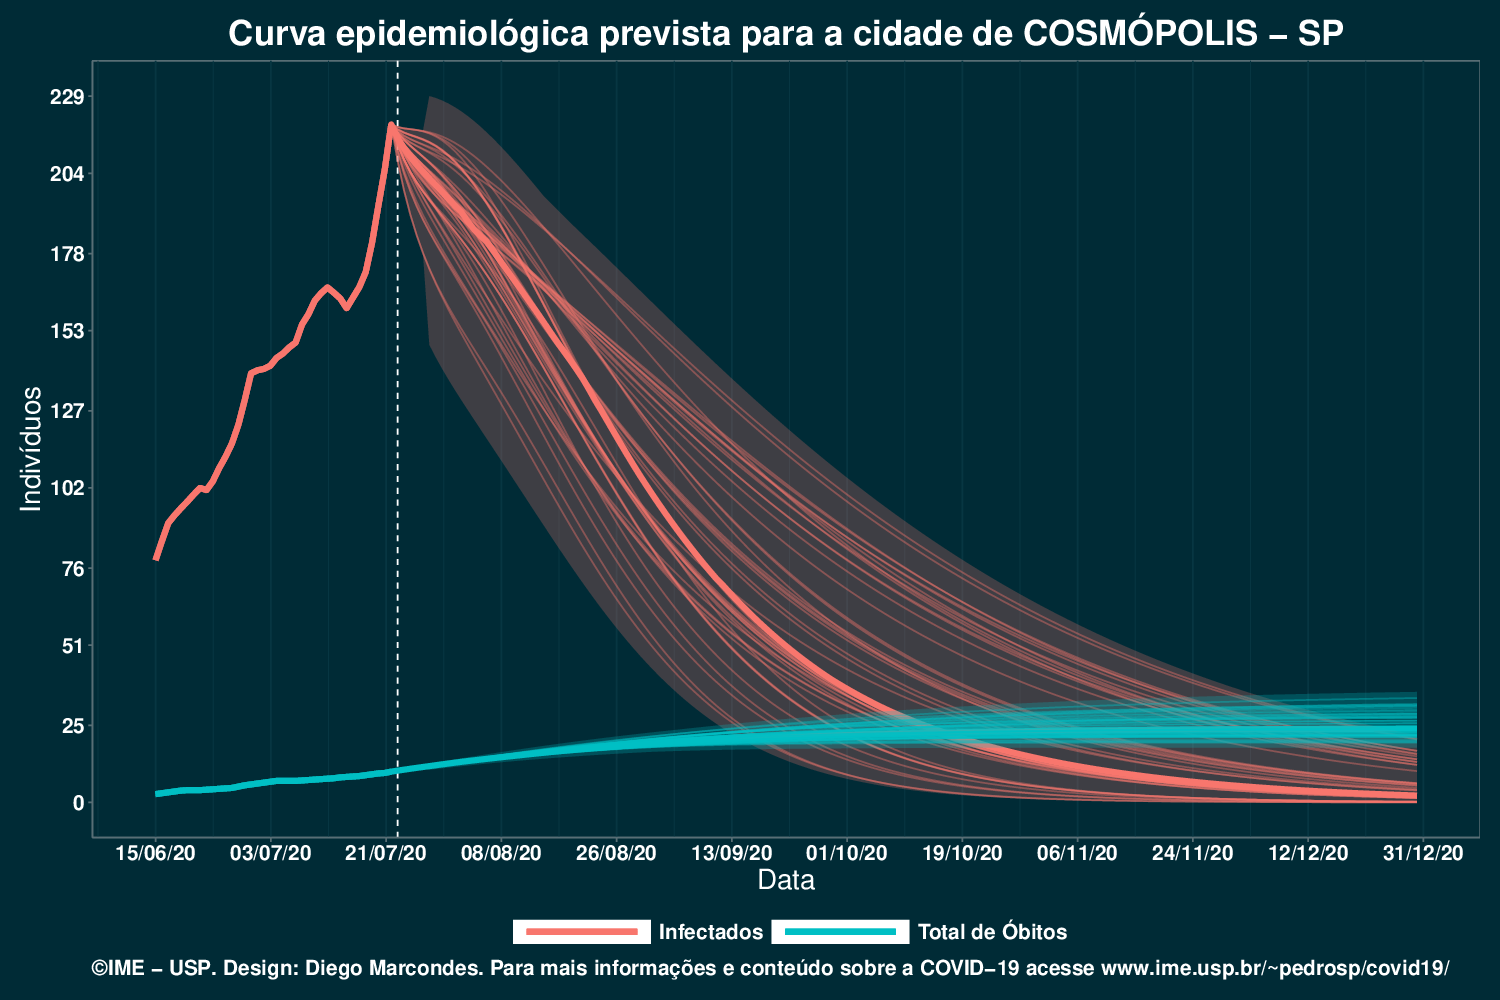 Curva epidemiológica prevista para a cidade de COSMÓPOLIS – SP
229
204
178
153
127
102
76
51
25
0
Indivíduos
15/06/20 03/07/20 21/07/20 08/08/20 26/08/20 13/09/20 01/10/20 19/10/20 06/11/20 24/11/20 12/12/20 31/12/20
Data
Infectados Total de Óbitos
©IME – USP. Design: Diego Marcondes. Para mais informações e conteúdo sobre a COVID–19 acesse www.ime.usp.br/~pedrosp/covid19/